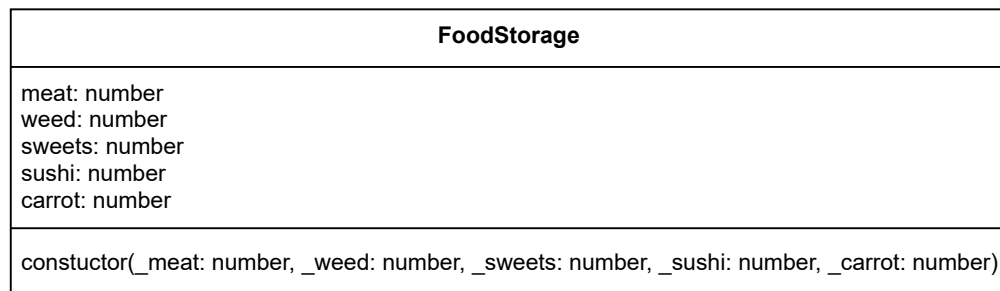 FoodStorage
meat: number
weed: number
sweets: number
sushi: number
carrot: number
constuctor(_meat: number, _weed: number, _sweets: number, _sushi: number, _carrot: number)